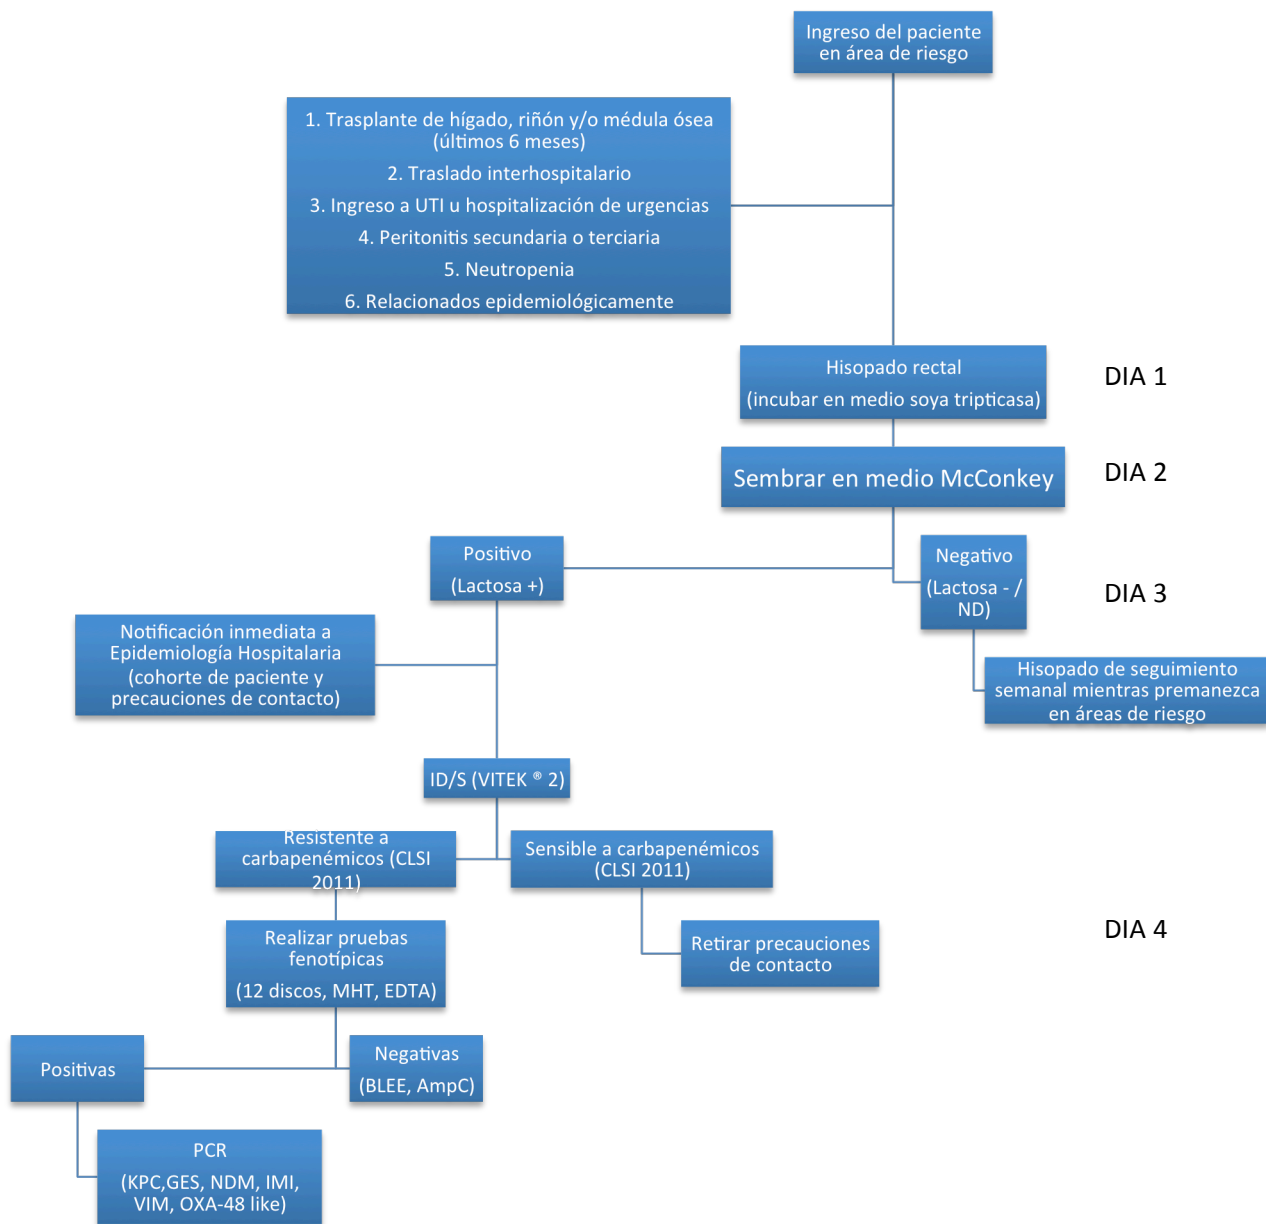 Ingreso del paciente
en área de riesgo
1. Trasplante de hígado, riñón y/o médula ósea
(últimos 6 meses)
2. Traslado interhospitalario
3. Ingreso a UTI u hospitalización de urgencias
4. Peritonitis secundaria o terciaria
5. Neutropenia
6. Relacionados epidemiológicamente
Hisopado rectal
(incubar en medio soya tripticasa)
DIA 1
Sembrar en medio McConkey
DIA 2
Positivo
(Lactosa +)
Negativo
(Lactosa - /
ND)
DIA 3
Notificación inmediata a
Epidemiología Hospitalaria
(cohorte de paciente y
precauciones de contacto)
Hisopado de seguimiento
semanal mientras premanezca
en áreas de riesgo
ID/S (VITEK ® 2)
Resistente a
carbapenémicos (CLSI
2011)
Sensible a carbapenémicos
(CLSI 2011)
DIA 4
Realizar pruebas
fenotípicas
(12 discos, MHT, EDTA)
Retirar precauciones
de contacto
Positivas
Negativas
(BLEE, AmpC)
PCR
(KPC,GES, NDM, IMI,
VIM, OXA-48 like)